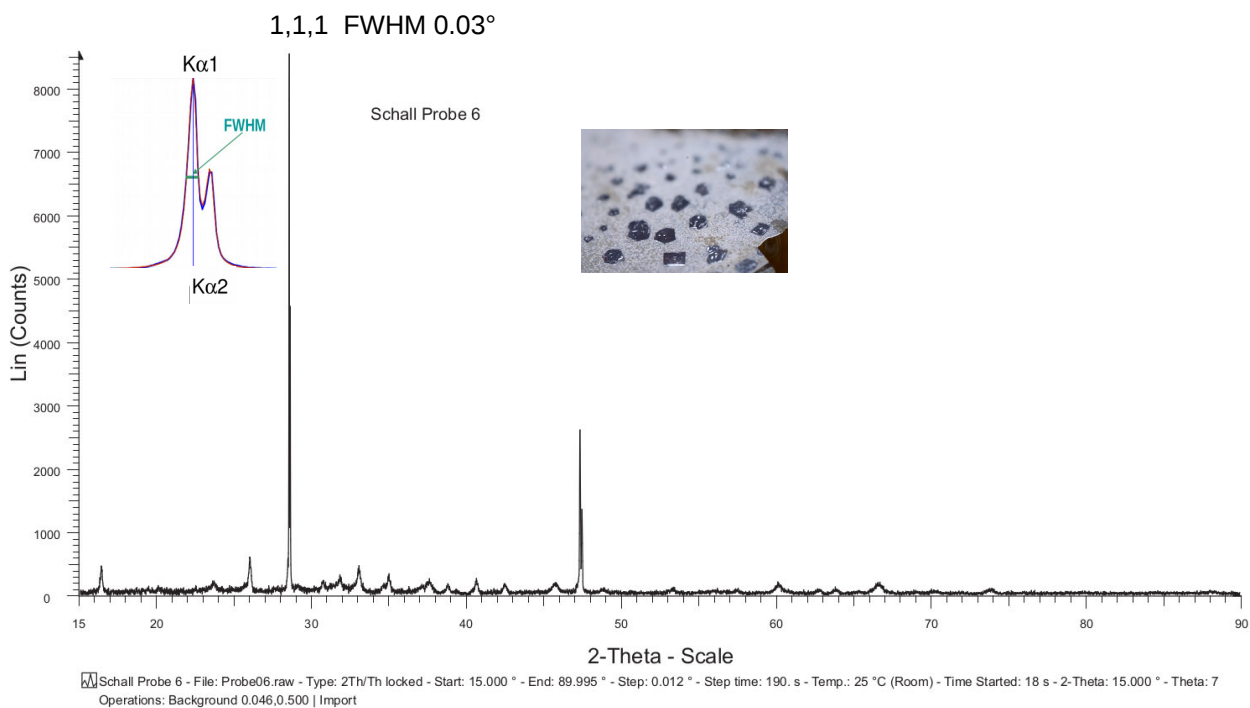 1,1,1 FWHM 0.03°
Kα1
FWHM
Kα2
Schall Probe 6
Lin (Counts)
8000
7000
6000
5000
4000
3000
2000
1000
0
15 20 30 40 50 60 70 80 90
2-Theta - Scale
Schall Probe 6 - File: Probe06.raw - Type: 2Th/Th locked - Start: 15.000 ° - End: 89.995 ° - Step: 0.012 ° - Step time: 190. s - Temp.: 25 °C (Room) - Time Started: 18 s - 2-Theta: 15.000 ° - Theta: 7
Operations: Background 0.046,0.500 | Import